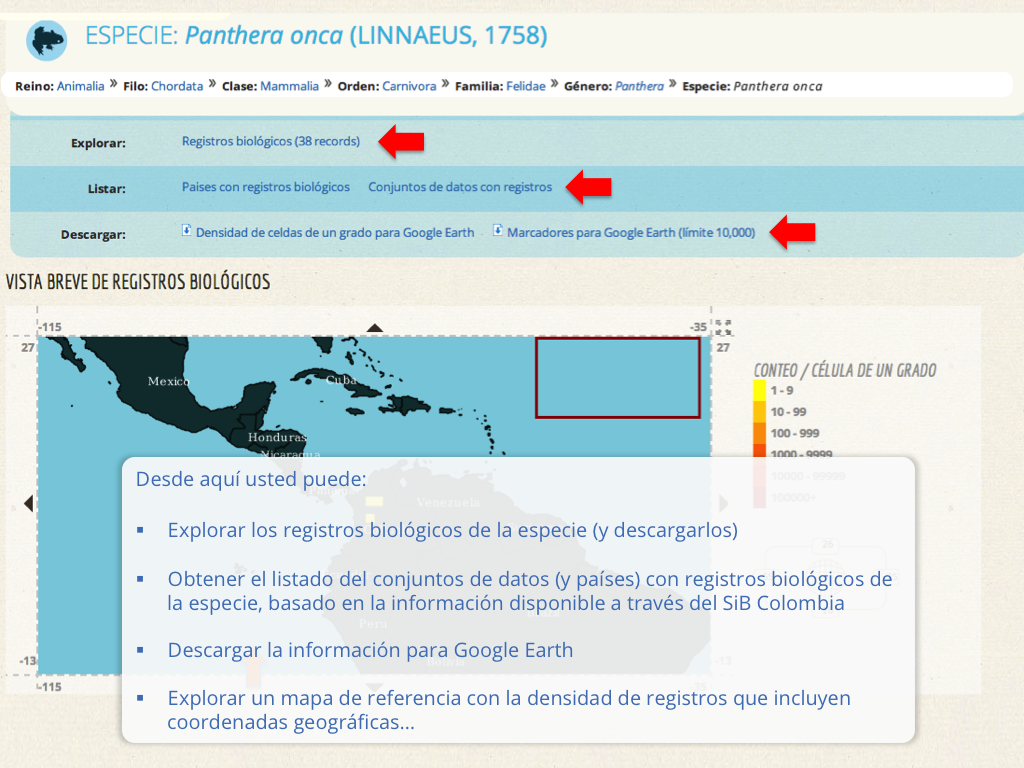 ESPECIE: Panthera onca (LINNAEUS, 1758)
Reino: Animalia » Filo: Chordata » Clase: Mammalia » Orden: Carnivora » Familia: Felidae » Género: Panthera » Especie: Panthera onca
Explorar: Registros biológicos (38 records)
Listar: Paises con registros biológicos Conjuntos de datos con registros
Descargar: Densidad de celdas de un grado para Google Earth Marcadores para Google Earth (límite 10,000)
VISTA BREVE DE REGISTROS BIOLÓGICOS
-115 -35
27 27
CONTEO / CÉLULA DE UN GRADO
Mexico Cuba
1 - 9
10 - 99
100 - 999
Honduras
Nicaragua
1000 - 9999
10000 - 99999
100000+
Venezuela
Desde aquí usted puede:
▪ Explorar los registros biológicos de la especie (y descargarlos)
26
▪ Obtener el listado del conjuntos de datos (y países) con registros biológicos de
la especie, basado en la información disponible a través del SiB Colombia
Peru
▪ Descargar la información para Google Earth
Bolivia
-13 -13
-115
▪ Explorar un mapa de referencia con la densidad de registros que incluyen
coordenadas geográficas...